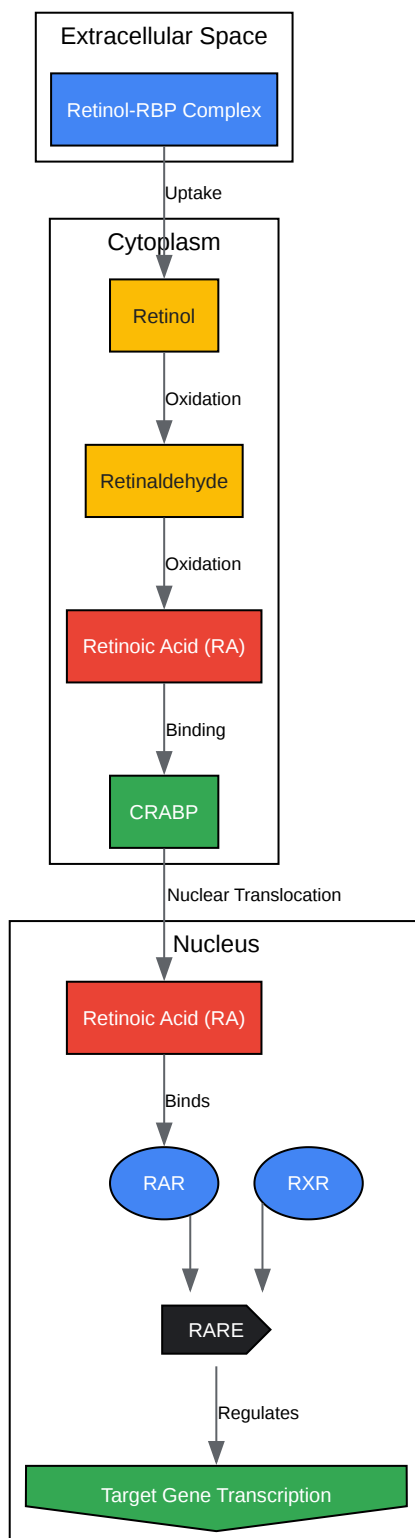 Extracellular Space
Retinol-RBP Complex
Uptake
Cytoplasm
Retinol
Oxidation
Retinaldehyde
Oxidation
Retinoic Acid (RA)
Binding
CRABP
Nuclear Translocation
Nucleus
Retinoic Acid (RA)
Binds
RAR
RXR
RARE
Regulates
Target Gene Transcription